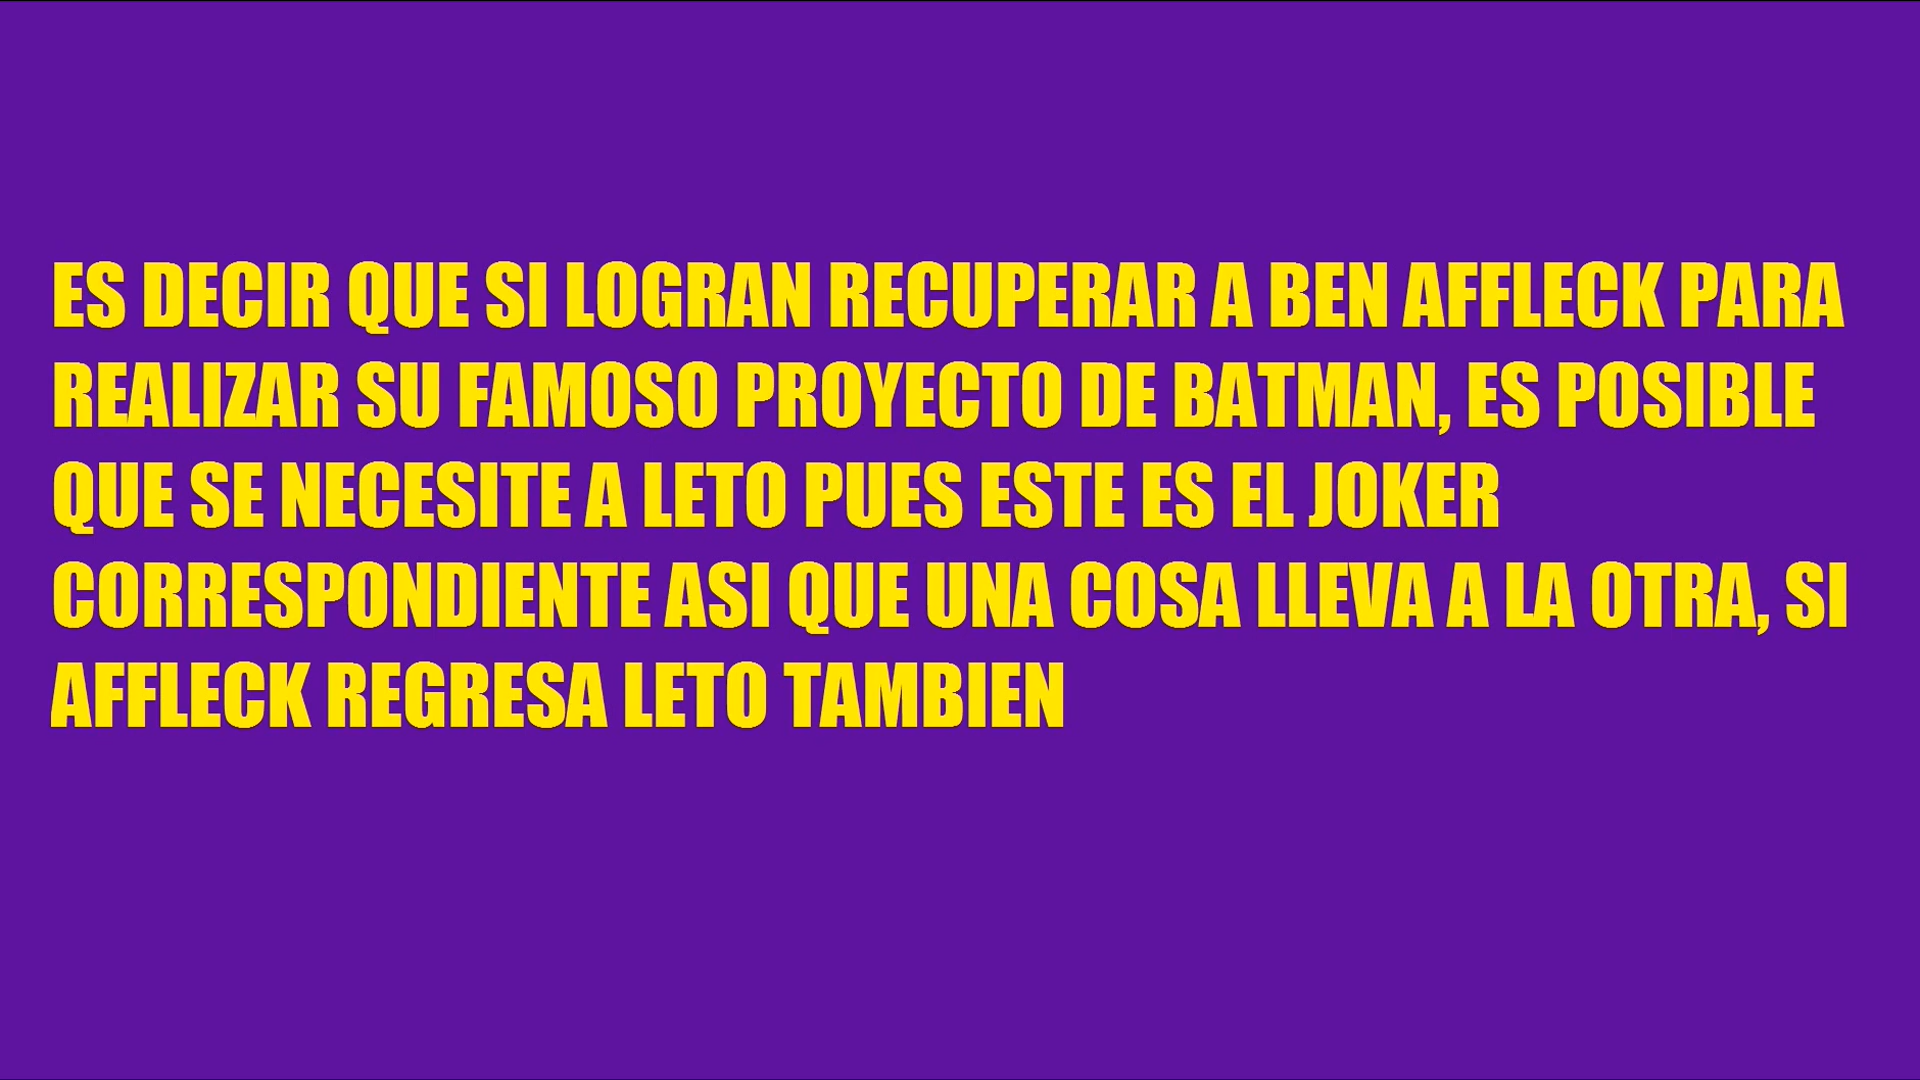 ES DECIR QUE SI LOGRAN RECUPERAR A BEN AFFLECK PARA
REALIZAR SU FAMOSO PROYECTO DE BATMAN, ES POSIBLE
QUE SE NECESITE A LETO PUES ESTE ES EL JOKER
CORRESPONDIENTE ASI QUE UNA COSA LLEVA A LA OTRA, SI
AFFLECK REGRESA LETO TAMBIEN